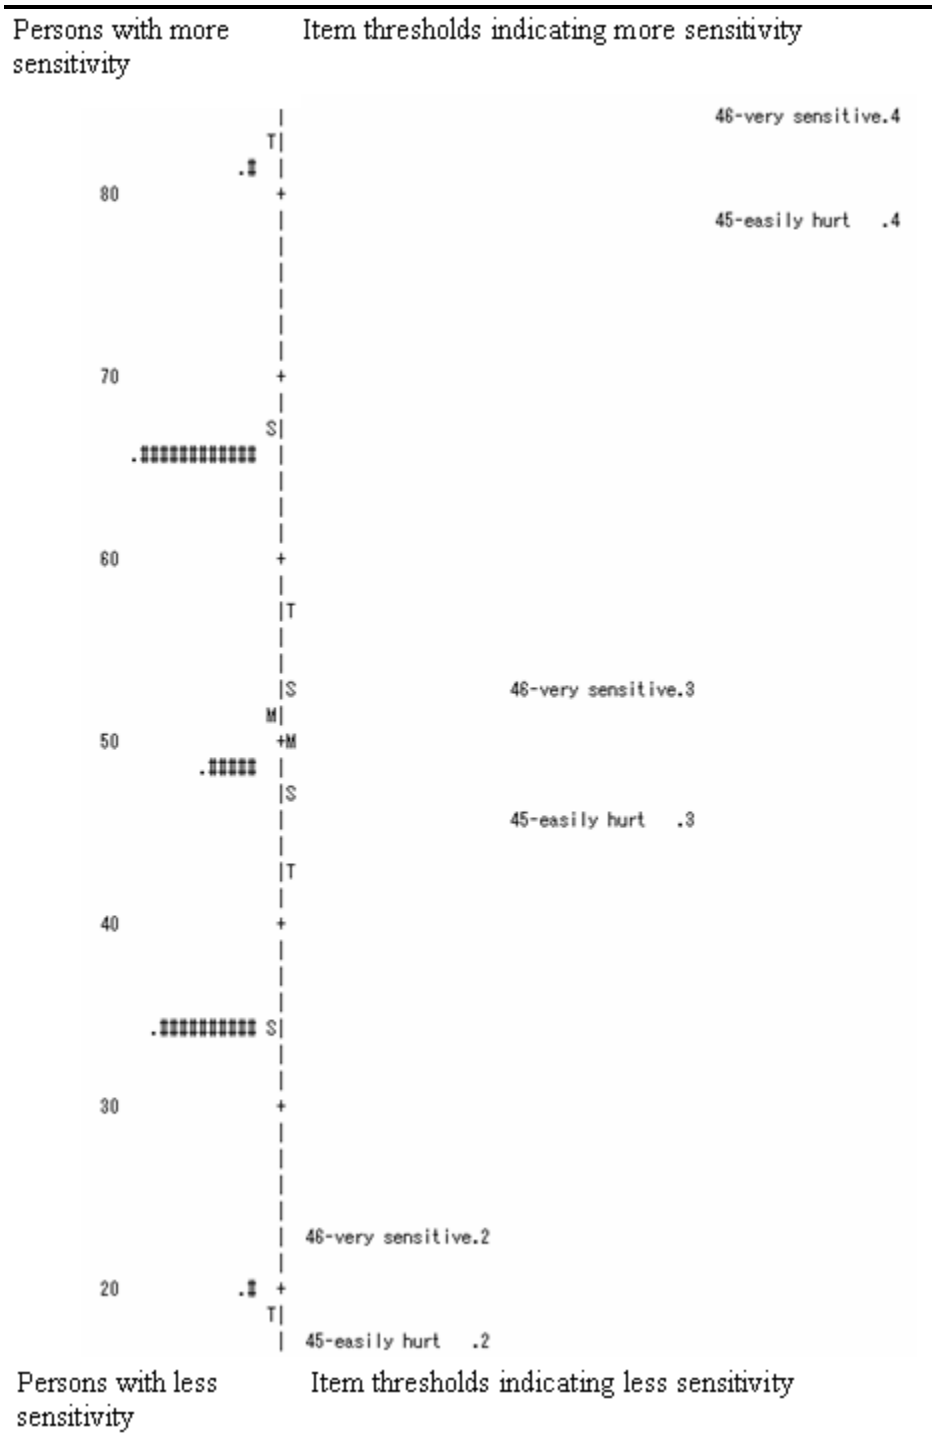 Persons with more Item thresholds indicating more sensitivity
sensitivity
| 46-very sensitive.4
T|
.# |
80 +
| 45-easily hurt .4
|
|
|
|
|
70 +
|
S|
.############ |
|
|
|
60 +
|
|T
|
|
|S 46-very sensitive.3
M|
50 +M
.##### |
|S
| 45-easily hurt .3
|
|T
|
40 +
|
|
|
.########## S|
|
|
30 +
|
|
|
|
| 46-very sensitive.2
|
20 .# +
T|
| 45-easily hurt .2
Persons with less Item thresholds indicating less sensitivity
sensitivity